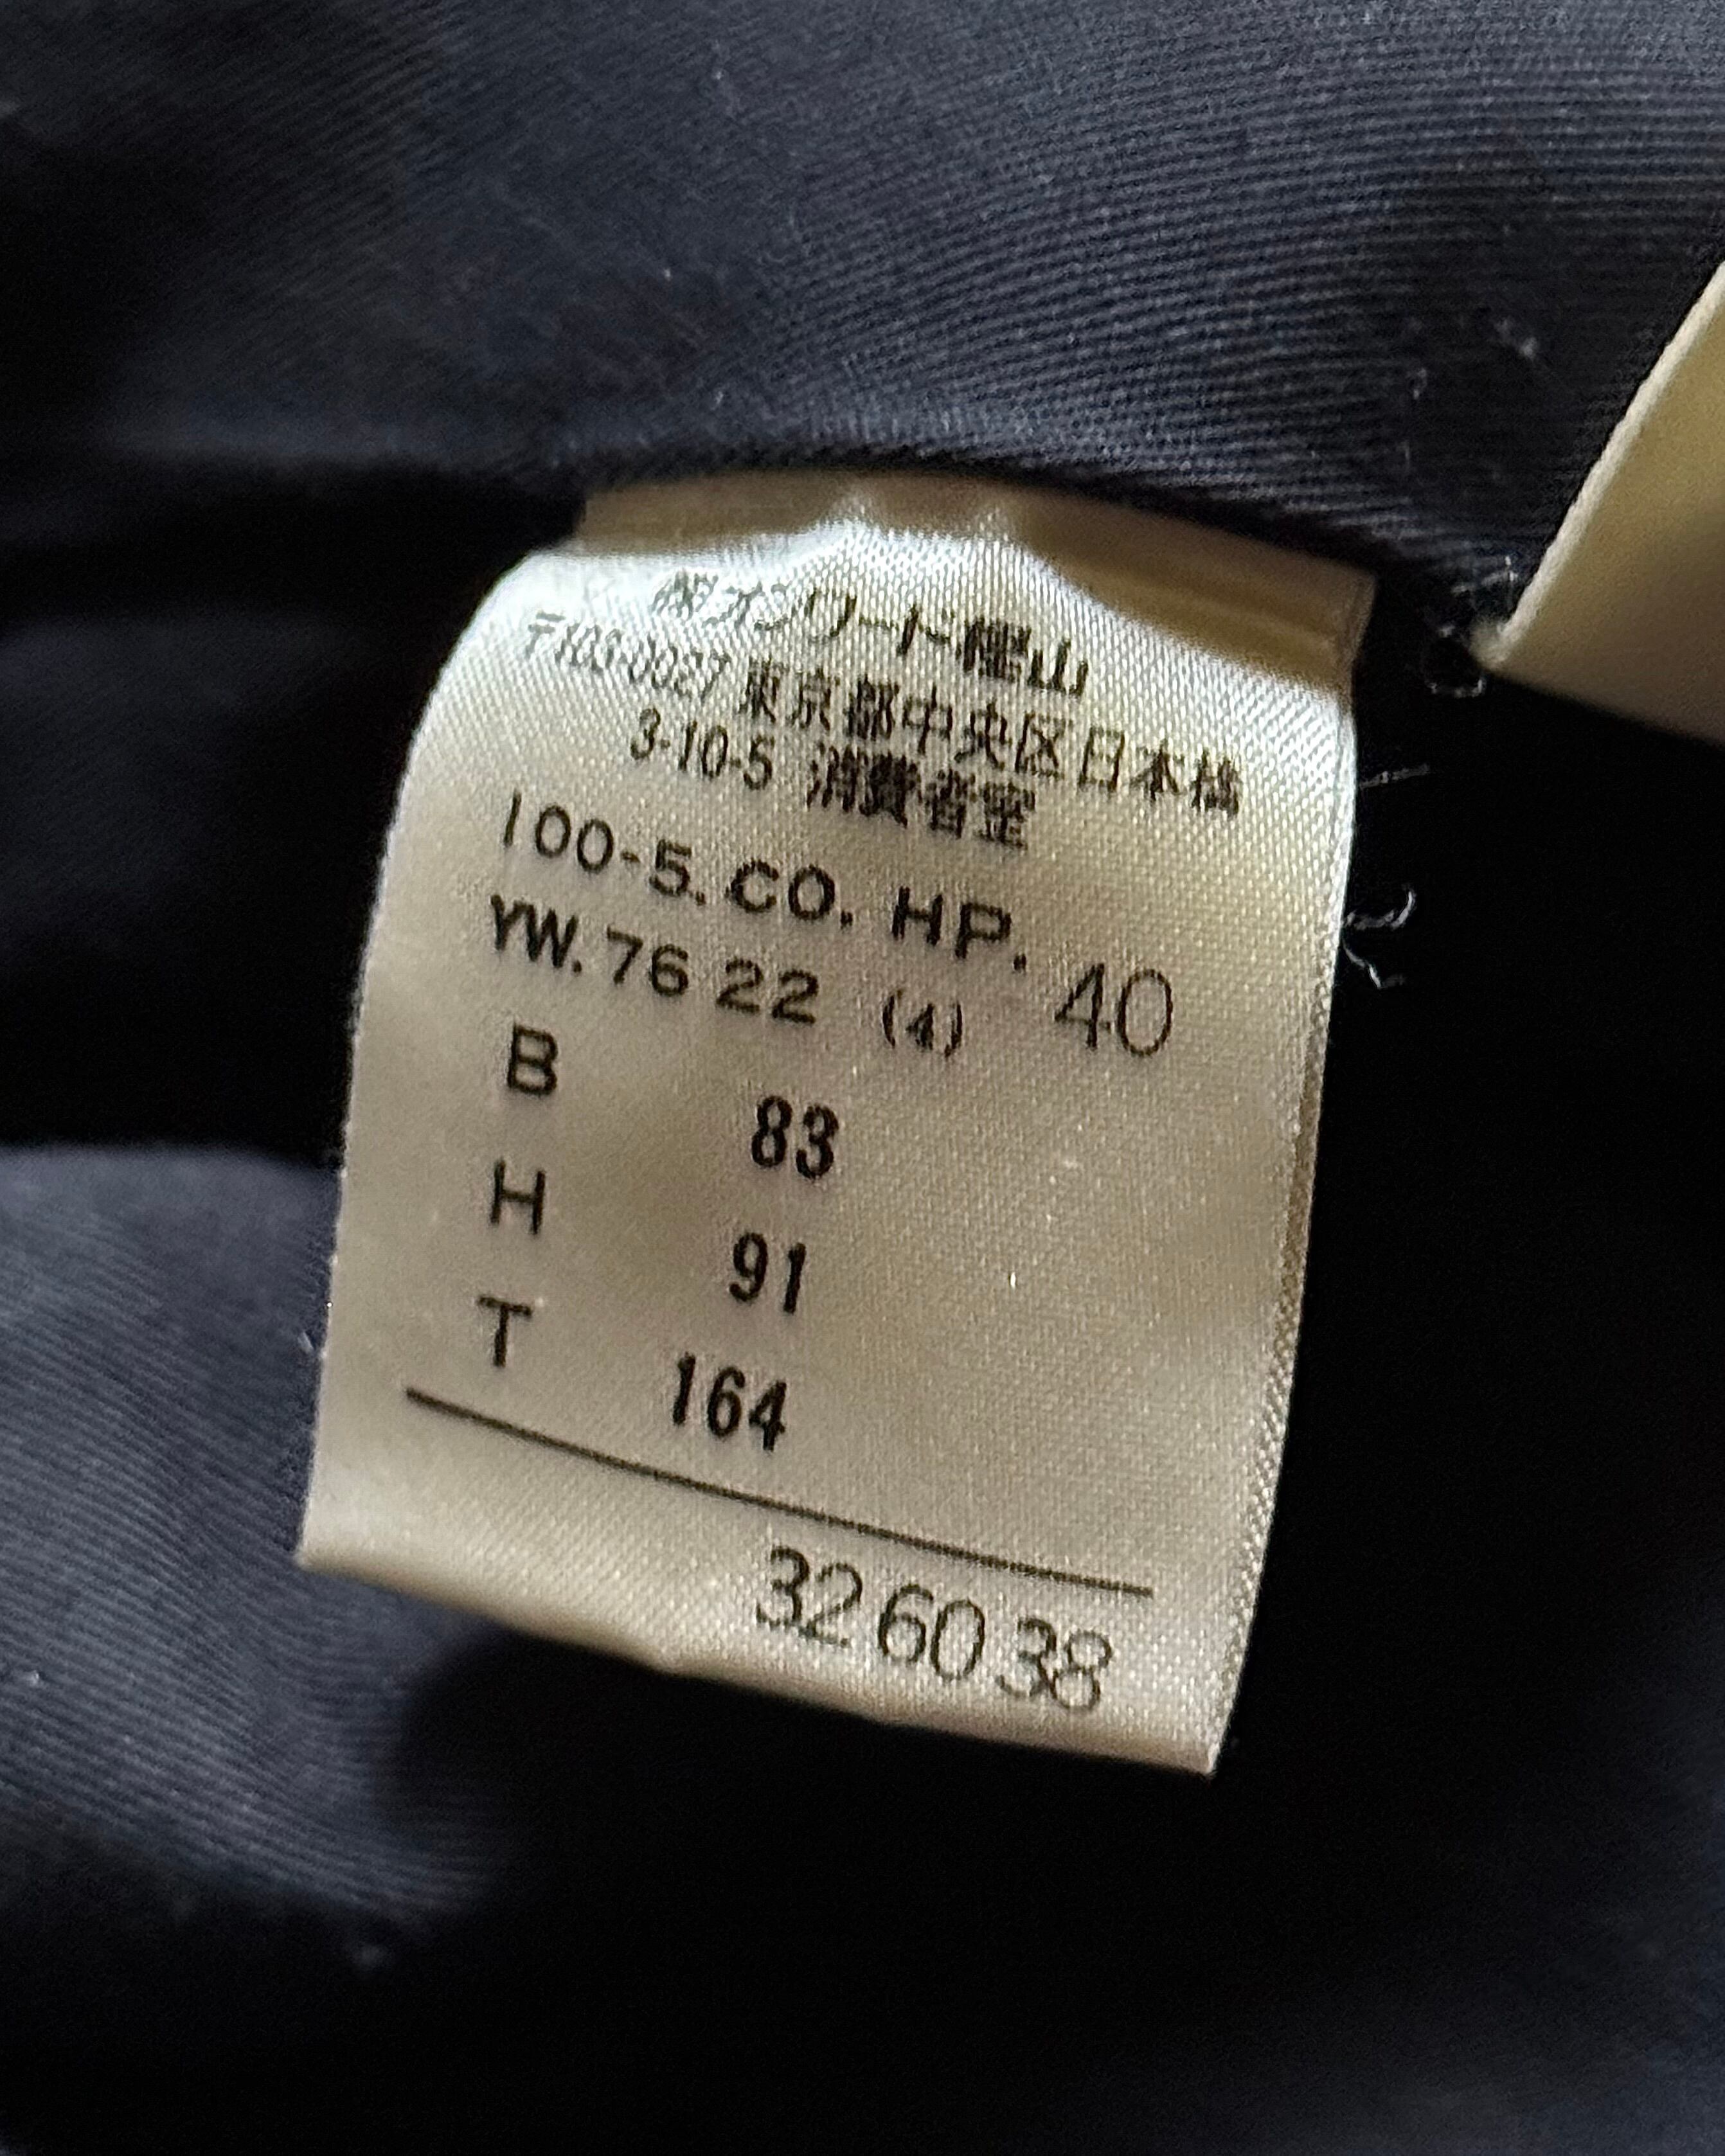 ㈱オンワード樫山
〒103-0027 東京都中央区日本橋
3-10-5 消費者室
100-5. CO. HP.
YW. 76 22 (4) 40
B 83
H 91
T 164
32 60 38